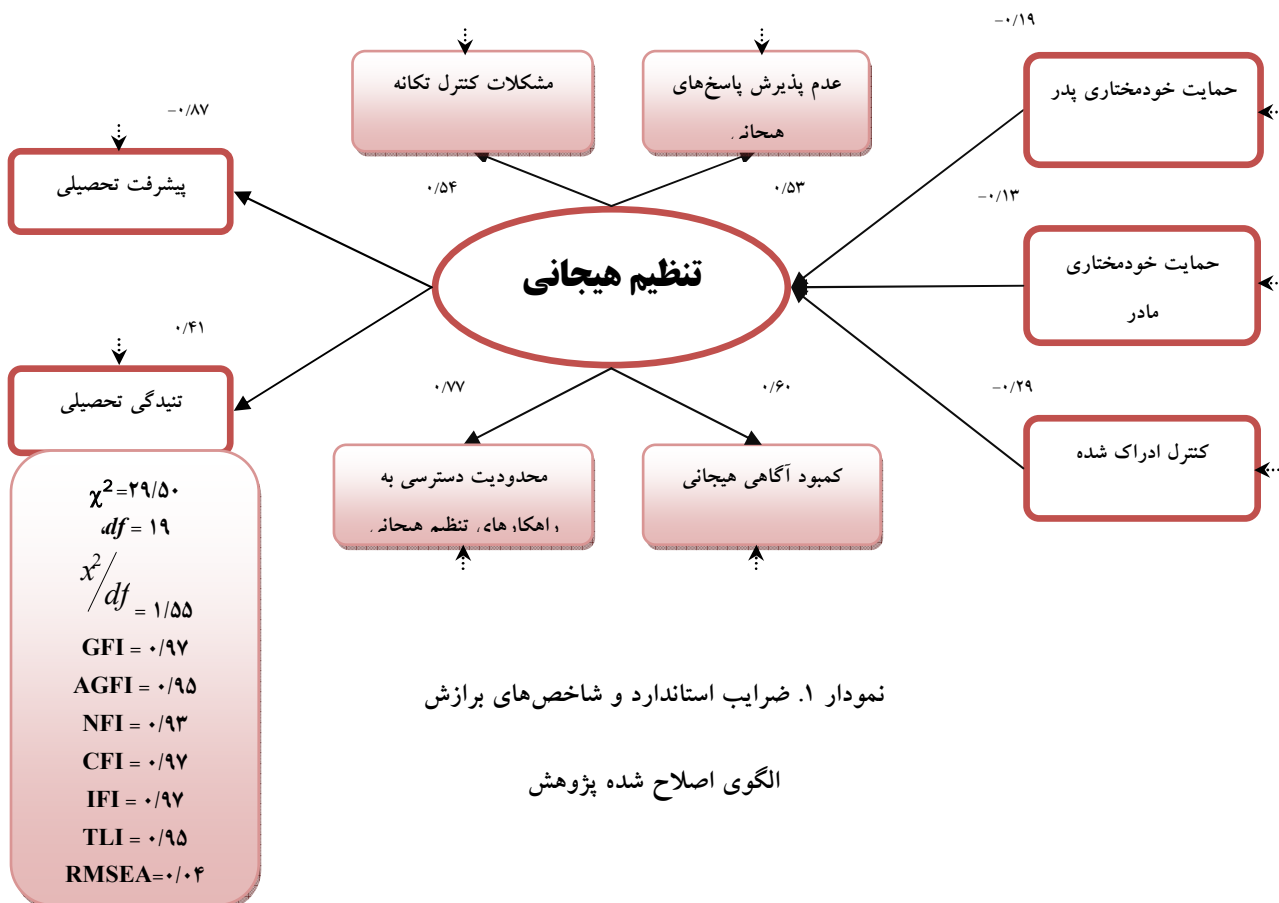 −۰/۱۹
حمایت خودمختاری پدر
−۰/۱۳
حمایت خودمختاری
مادر
−۰/۲۹
کنترل ادراک شده
عدم پذیرش پاسخ‌های
هیجانی
۰/۵۳
مشکلات کنترل تکانه
۰/۵۴
تنظیم هیجانی
۰/۶۰
کمبود آگاهی هیجانی
۰/۷۷
محدودیت دسترسی به
راهکارهای تنظیم هیجانی
−۰/۸۷
پیشرفت تحصیلی
۰/۴۱
تنیدگی تحصیلی
χ²=۲۹/۵۰
df = ۱۹،
x²/df = ۱/۵۵
GFI = ۰/۹۷
AGFI = ۰/۹۵
NFI = ۰/۹۳
CFI = ۰/۹۷
IFI = ۰/۹۷
TLI = ۰/۹۵
RMSEA=۰/۰۴
نمودار ۱. ضرایب استاندارد و شاخص‌های برازش
الگوی اصلاح شده پژوهش